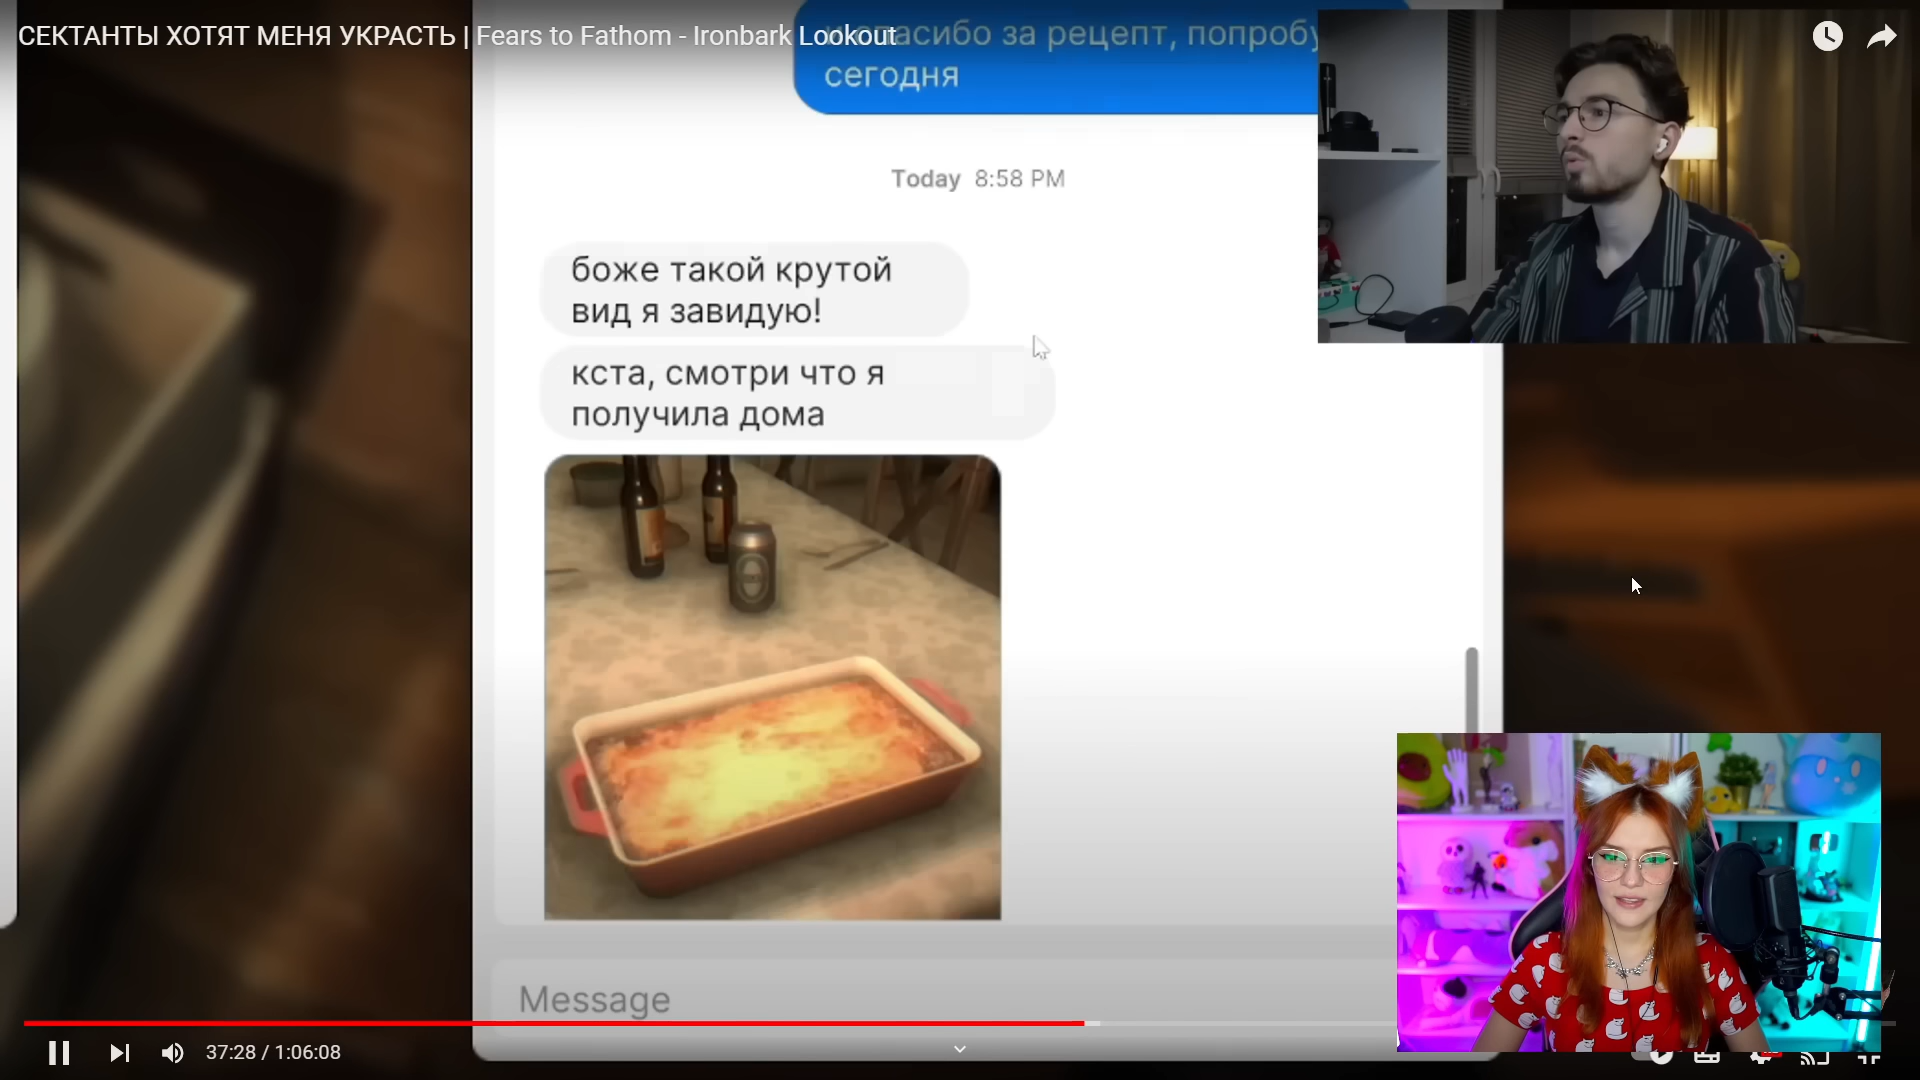 СЕКТАНТЫ ХОТЯТ МЕНЯ УКРАСТЬ | Fears to Fathom - Ironbark Lookout
спасибо за рецепт, попробу
сегодня
Today 8:58 PM
боже такой крутой
вид я завидую!
кста, смотри что я
получила дома
Message
37:28 / 1:06:08